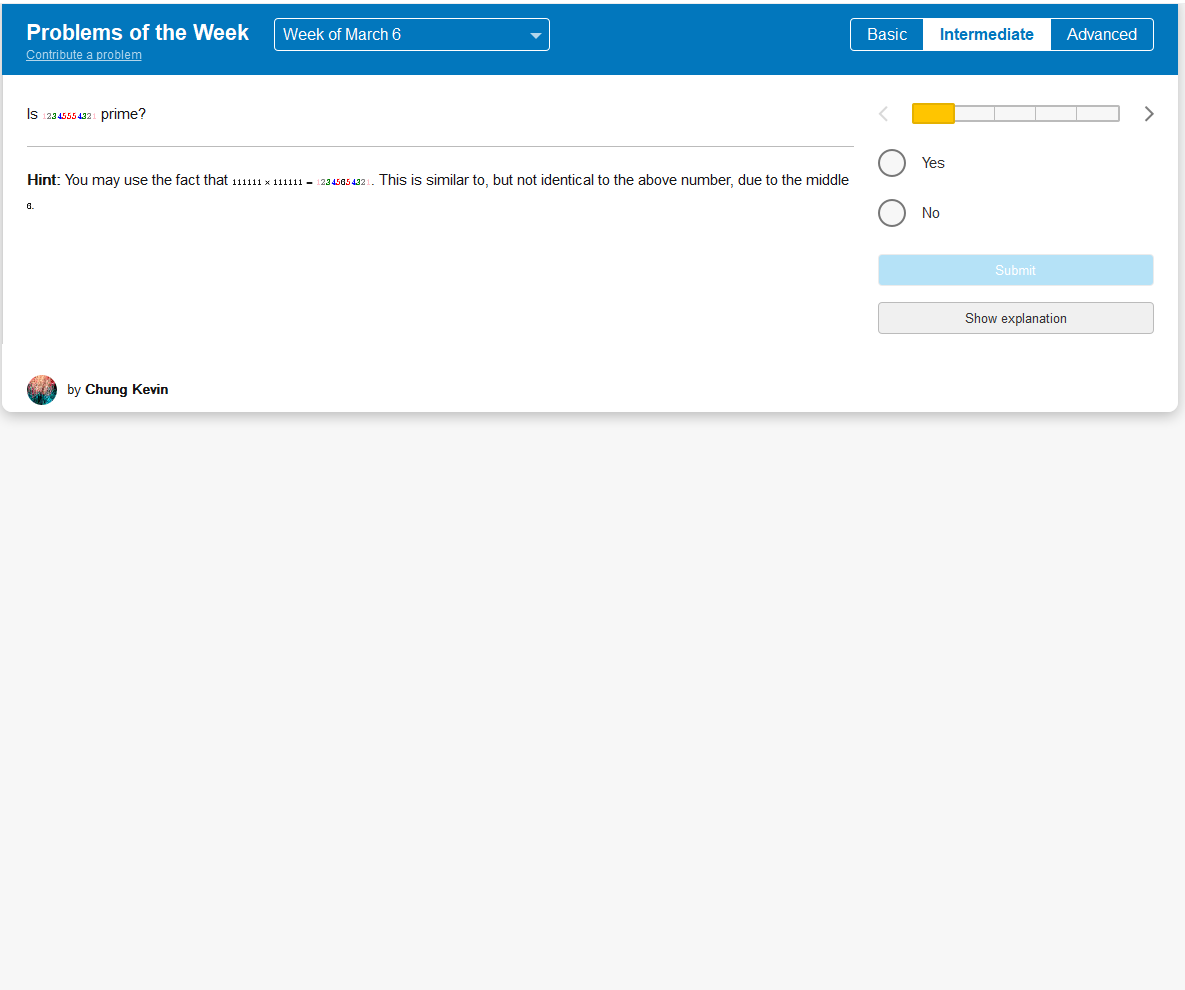 Problems of the Week
Week of March 6
Basic
Intermediate
Advanced
Contribute a problem
Is 12345554321 prime?
Hint: You may use the fact that 111111 × 111111 = 12345654321. This is similar to, but not identical to the above number, due to the middle
6.
Yes
No
Submit
Show explanation
by Chung Kevin